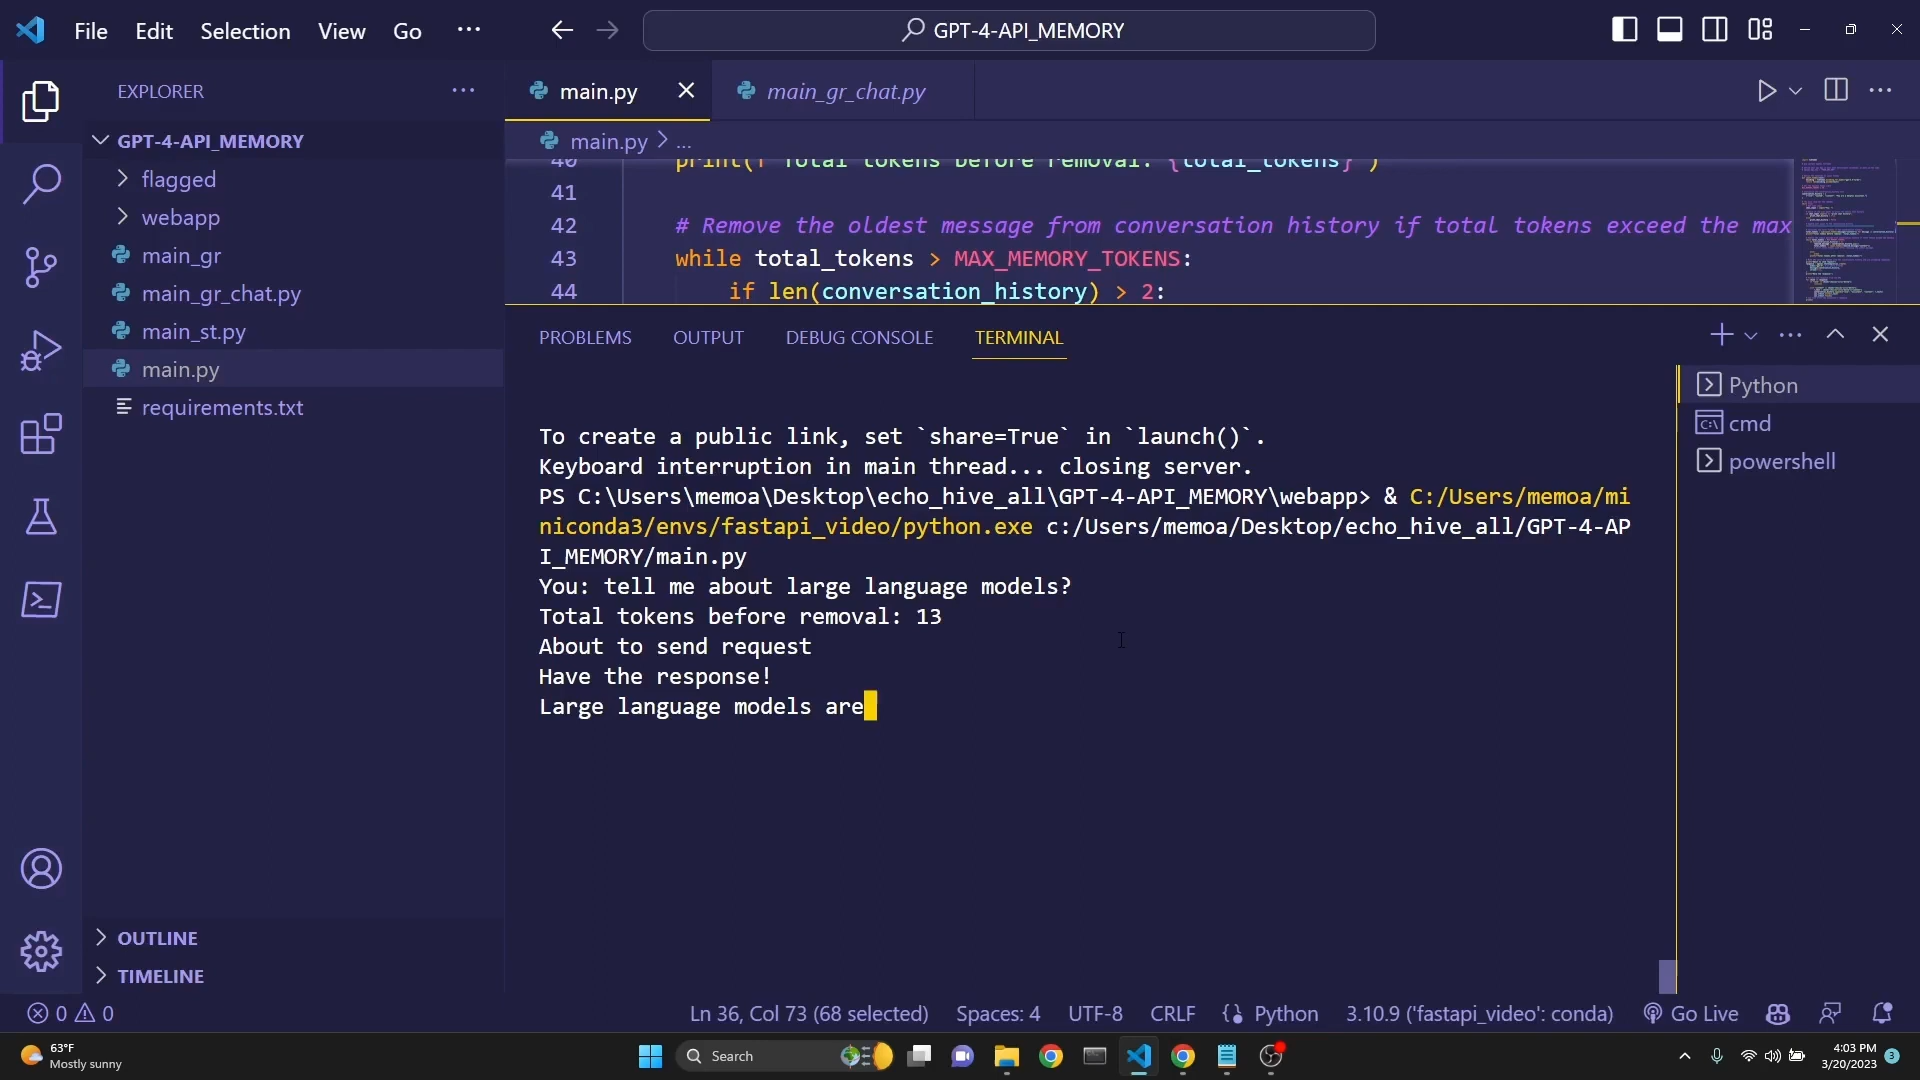 File Edit Selection View Go ··· GPT-4-API_MEMORY
EXPLORER ···
GPT-4-API_MEMORY
flagged
webapp
main_gr
main_gr_chat.py
main_st.py
main.py
requirements.txt
OUTLINE
TIMELINE
main.py main_gr_chat.py
main.py > ...
40 print(f"Total tokens before removal: {total_tokens}")
41
42 # Remove the oldest message from conversation history if total tokens exceed the max
43 while total_tokens > MAX_MEMORY_TOKENS:
44 if len(conversation_history) > 2:
PROBLEMS OUTPUT DEBUG CONSOLE TERMINAL
To create a public link, set `share=True` in `launch()`.
Keyboard interruption in main thread... closing server.
PS C:\Users\memoa\Desktop\echo_hive_all\GPT-4-API_MEMORY\webapp> & C:/Users/memoa/mi
niconda3/envs/fastapi_video/python.exe c:/Users/memoa/Desktop/echo_hive_all/GPT-4-AP
I_MEMORY/main.py
You: tell me about large language models?
Total tokens before removal: 13
About to send request
Have the response!
Large language models are
Python
cmd
powershell
0 0 Ln 36, Col 73 (68 selected) Spaces: 4 UTF-8 CRLF Python 3.10.9 ('fastapi_video': conda) Go Live
63°F
Mostly sunny
Search
4:03 PM
3/20/2023
3